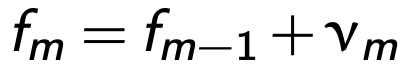 f_m = f_{m−1} + ν_m